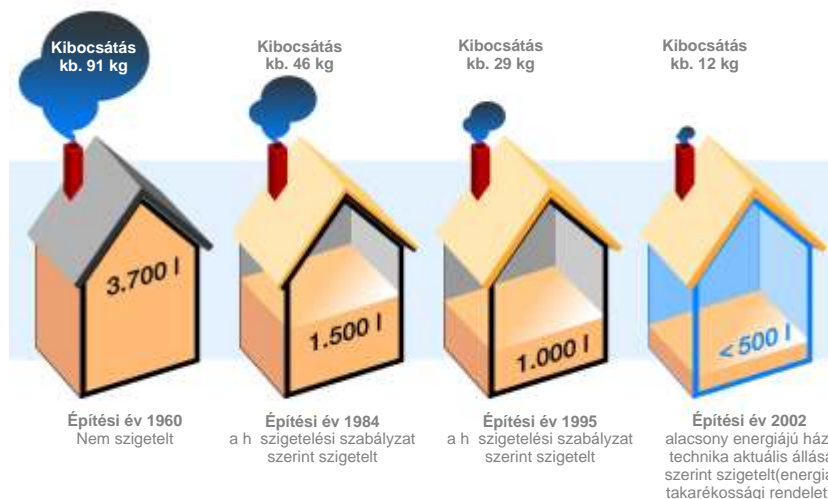 Kibocsátás
kb. 91 kg
Kibocsátás
kb. 46 kg
Kibocsátás
kb. 29 kg
Kibocsátás
kb. 12 kg
3.700 l
1.500 l
1.000 l
< 500 l
Építési év 1960
Nem szigetelt
Építési év 1984
a h szigetelési szabályzat
szerint szigetelt
Építési év 1995
a h szigetelési szabályzat
szerint szigetelt
Építési év 2002
alacsony energiájú ház
technika aktuális állás
szerint szigetelt(energia
takarékossági rendelet